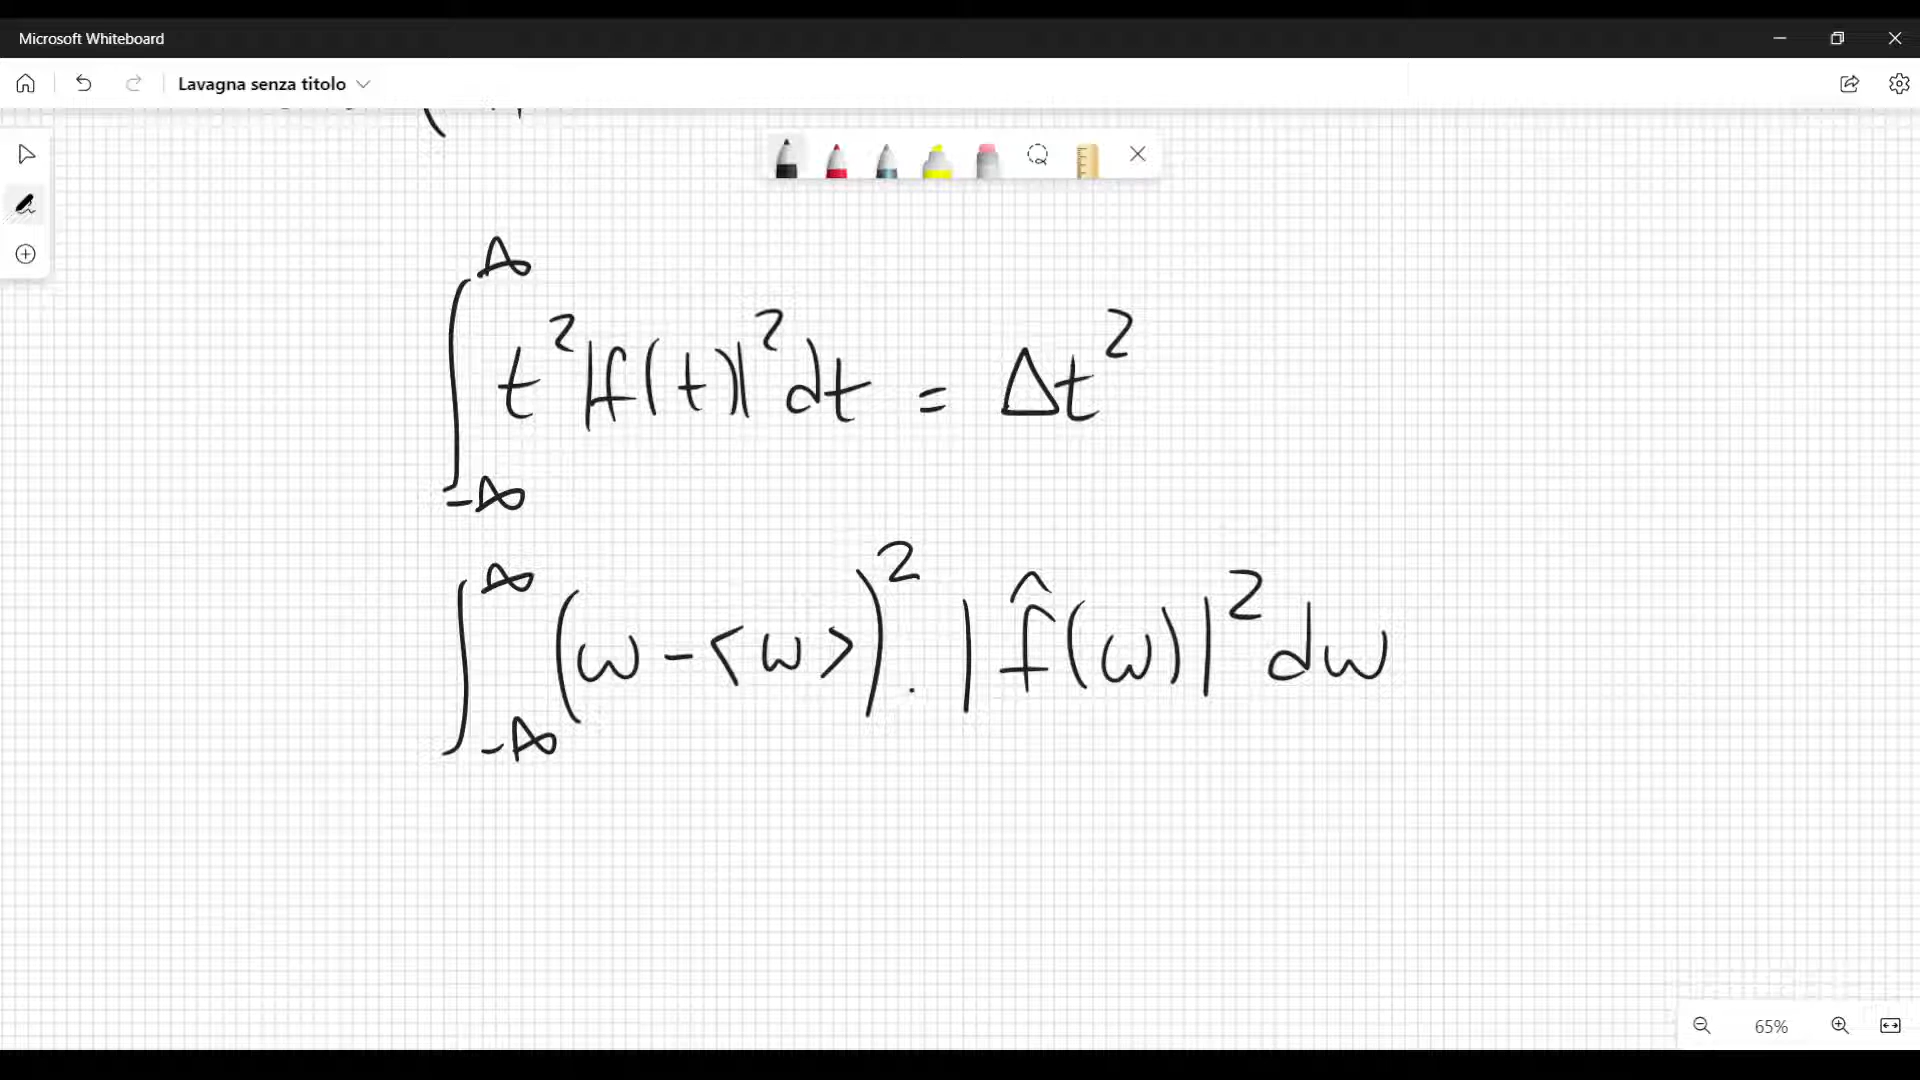 Microsoft Whiteboard
Lavagna senza titolo
∫_{-∞}^{∞} t² |f(t)|² dt = Δt²
∫_{-∞}^{∞} (ω - <ω>)² · |f̂(ω)|² dω
65%